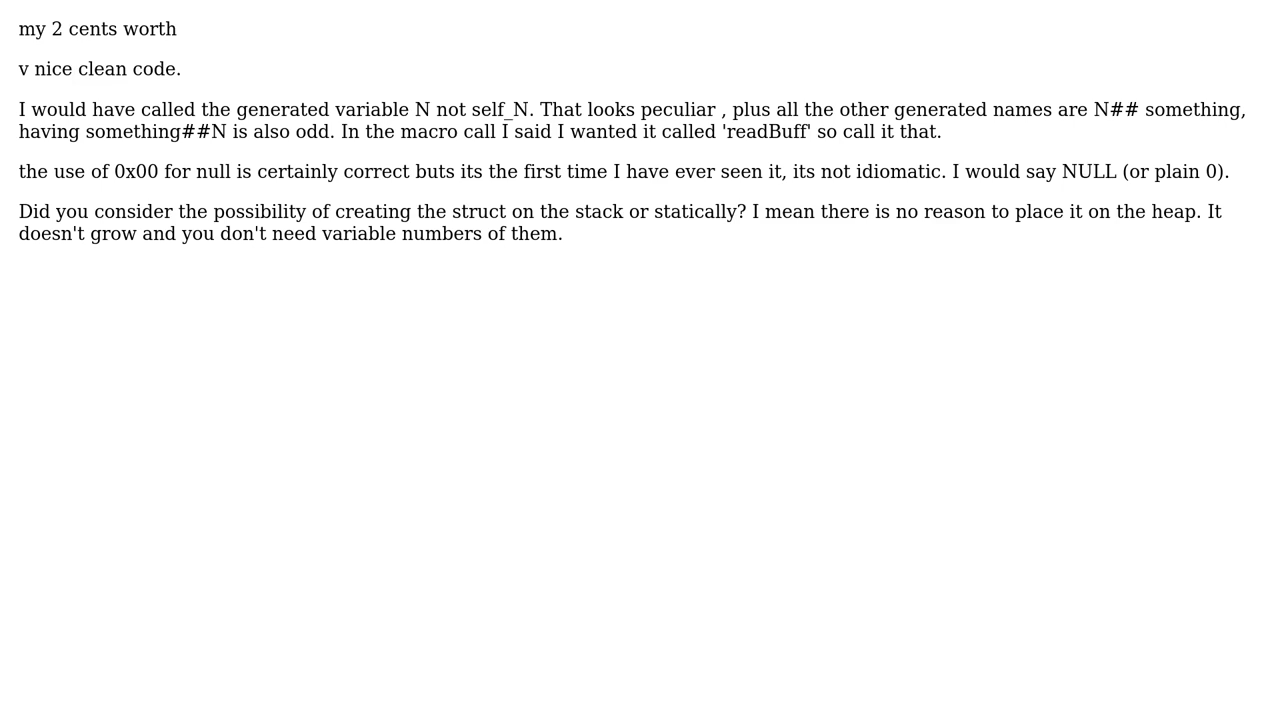 my 2 cents worth
v nice clean code.
I would have called the generated variable N not self_N. That looks peculiar , plus all the other generated names are N## something,
having something##N is also odd. In the macro call I said I wanted it called 'readBuff' so call it that.
the use of 0x00 for null is certainly correct buts its the first time I have ever seen it, its not idiomatic. I would say NULL (or plain 0).
Did you consider the possibility of creating the struct on the stack or statically? I mean there is no reason to place it on the heap. It
doesn't grow and you don't need variable numbers of them.